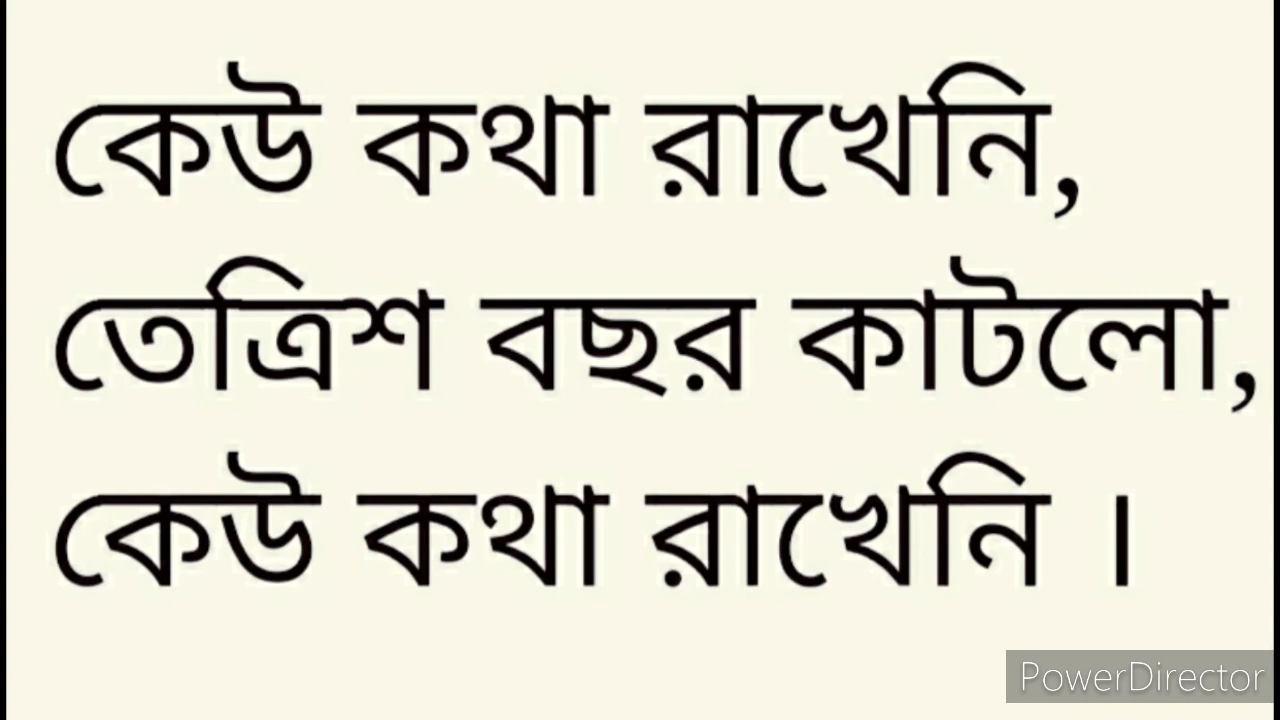 কেউ কথা রাখেনি,
তেত্রিশ বছর কাটলো,
কেউ কথা রাখেনি ।
PowerDirector